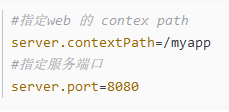 #指定web 的 contex path
server.contextPath=/myapp
#指定服务端口
server.port=8080